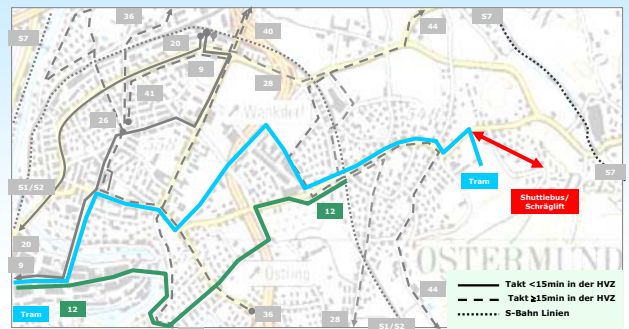 36
S7
44
S7
20
40
9
28
41
Wankdorf
26
S1/S2
S7
Tram
Shuttlebus/
Schräglift
12
20
9
OSTERMUND
12
36
28
44
Tram
S1/S2
Takt <15min in der HVZ
Takt ≥15min in der HVZ
S-Bahn Linien